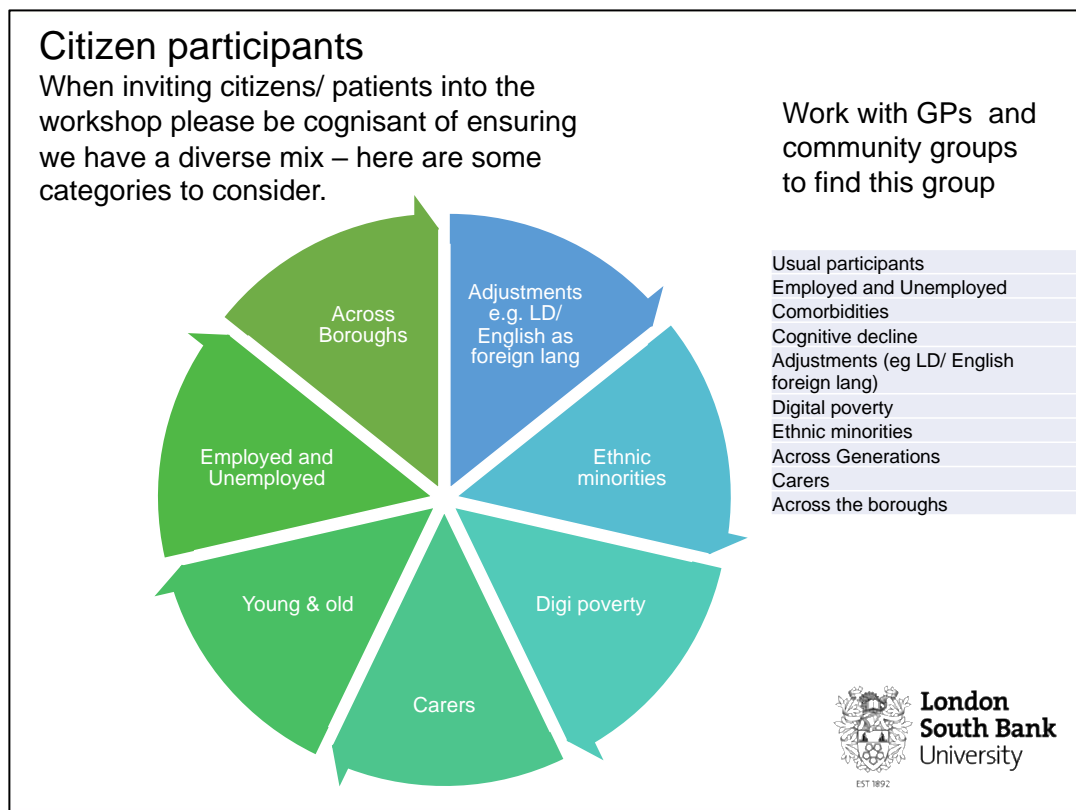 Citizen participants
When inviting citizens/ patients into the
workshop please be cognisant of ensuring
we have a diverse mix – here are some
categories to consider.
Work with GPs and
community groups
to find this group
Across
Boroughs
Adjustments
e.g. LD/
English as
foreign lang
Employed and
Unemployed
Ethnic
minorities
Young & old
Digi poverty
Carers
Usual participants
Employed and Unemployed
Comorbidities
Cognitive decline
Adjustments (eg LD/ English
foreign lang)
Digital poverty
Ethnic minorities
Across Generations
Carers
Across the boroughs
London
South Bank
University
EST 1892